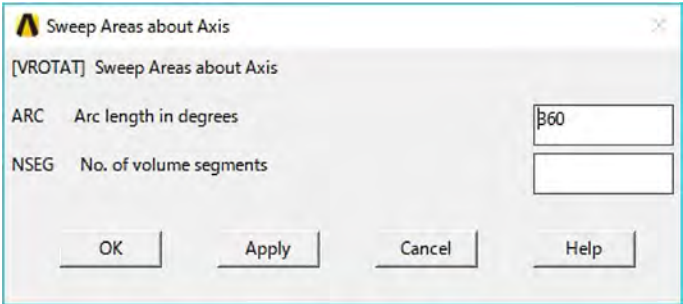 Sweep Areas about Axis
[VROTAT] Sweep Areas about Axis
ARC Arc length in degrees 360
NSEG No. of volume segments
OK Apply Cancel Help